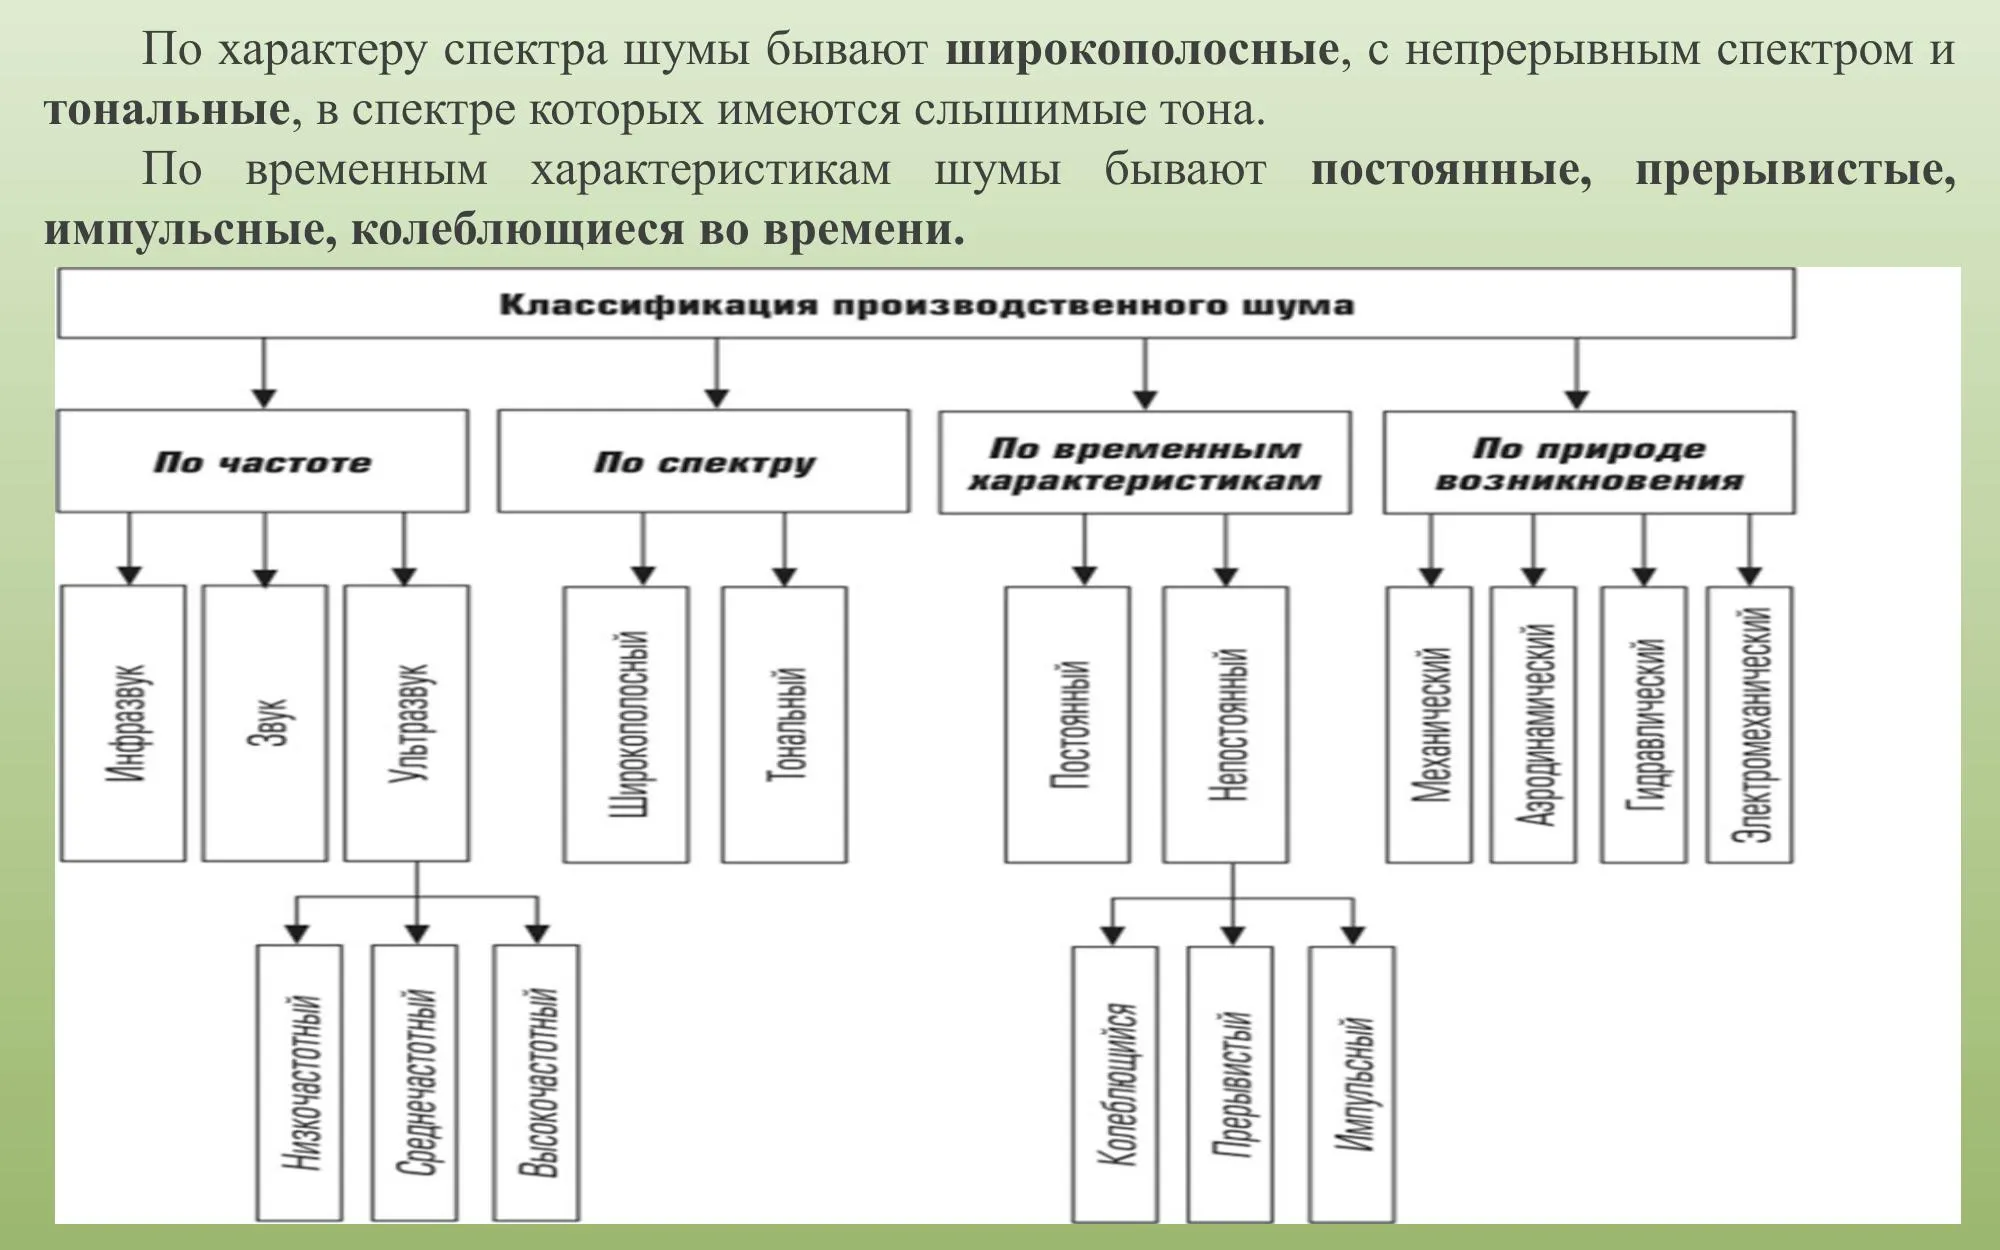 По характеру спектра шумы бывают широкополосные, с непрерывным спектром и
тональные, в спектре которых имеются слышимые тона.
По временным характеристикам шумы бывают постоянные, прерывистые,
импульсные, колеблющиеся во времени.
Классификация производственного шума
По частоте
По спектру
По временным
характеристикам
По природе
возникновения
Инфразвук
Звук
Ультразвук
Широкополосный
Тональный
Постоянный
Непостоянный
Механический
Аэродинамический
Гидравлический
Электромеханический
Низкочастотный
Среднечастотный
Высокочастотный
Колеблющийся
Прерывистый
Импульсный